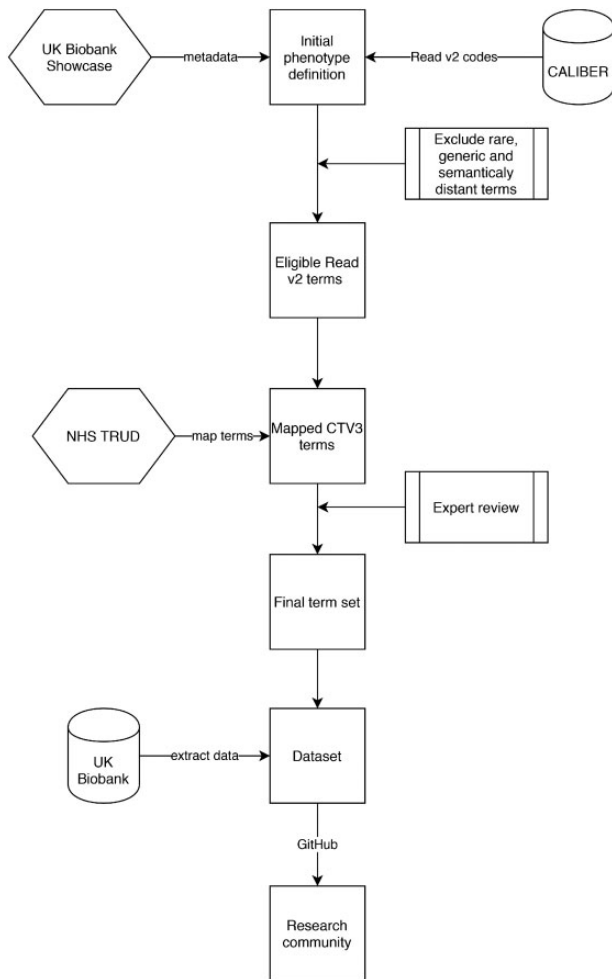 UK Biobank
Showcase
metadata
Initial
phenotype
definition
Read v2 codes
CALIBER
Exclude rare,
generic and
semanticaly
distant terms
Eligible Read
v2 terms
NHS TRUD
map terms
Mapped CTV3
terms
Expert review
Final term set
UK
Biobank
extract data
Dataset
GitHub
Research
community